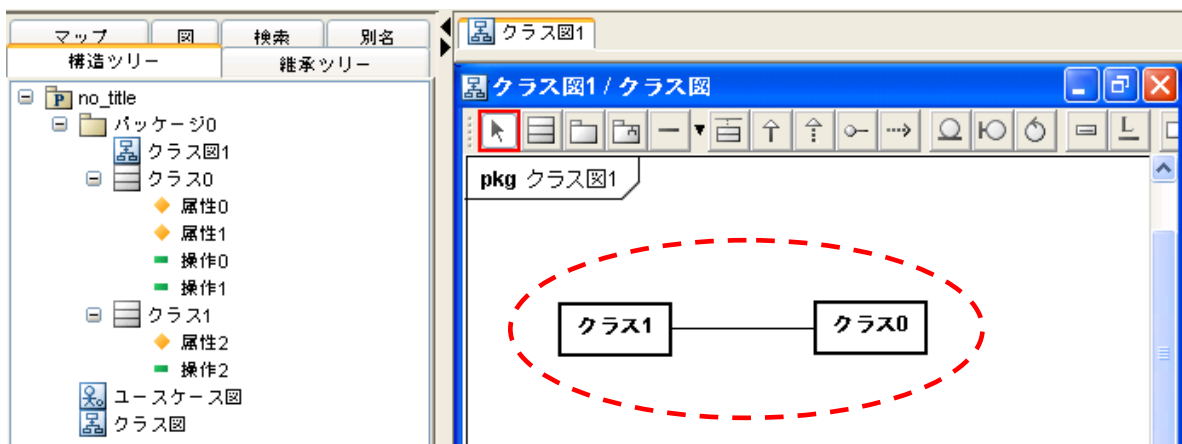 マップ 図 検索 別名
構造ツリー 継承ツリー
no_title
パッケージ0
クラス図1
クラス0
属性0
属性1
操作0
操作1
クラス1
属性2
操作2
ユースケース図
クラス図
クラス図1
クラス図1 / クラス図
pkg クラス図1
クラス1 クラス0